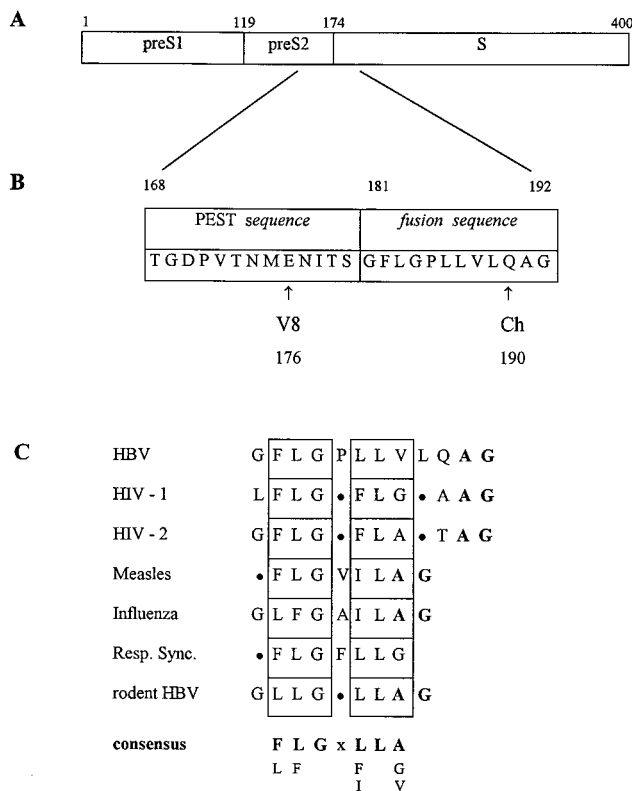 A
1 119 174 400
preS1 preS2 S
B
168 181 192
PEST sequence fusion sequence
T G D P V T N M E N I T S G F L G P L L V L Q A G
↑ ↑
V8 Ch
176 190
C
HBV G F L G P L L V L Q A G
HIV - 1 L F L G • F L G • A A G
HIV - 2 G F L G • F L A • T A G
Measles • F L G V I L A G
Influenza G L F G A I L A G
Resp. Sync. • F L G F L L G
rodent HBV G L L G • L L A G
consensus F L G x L L A
L F F G
I V